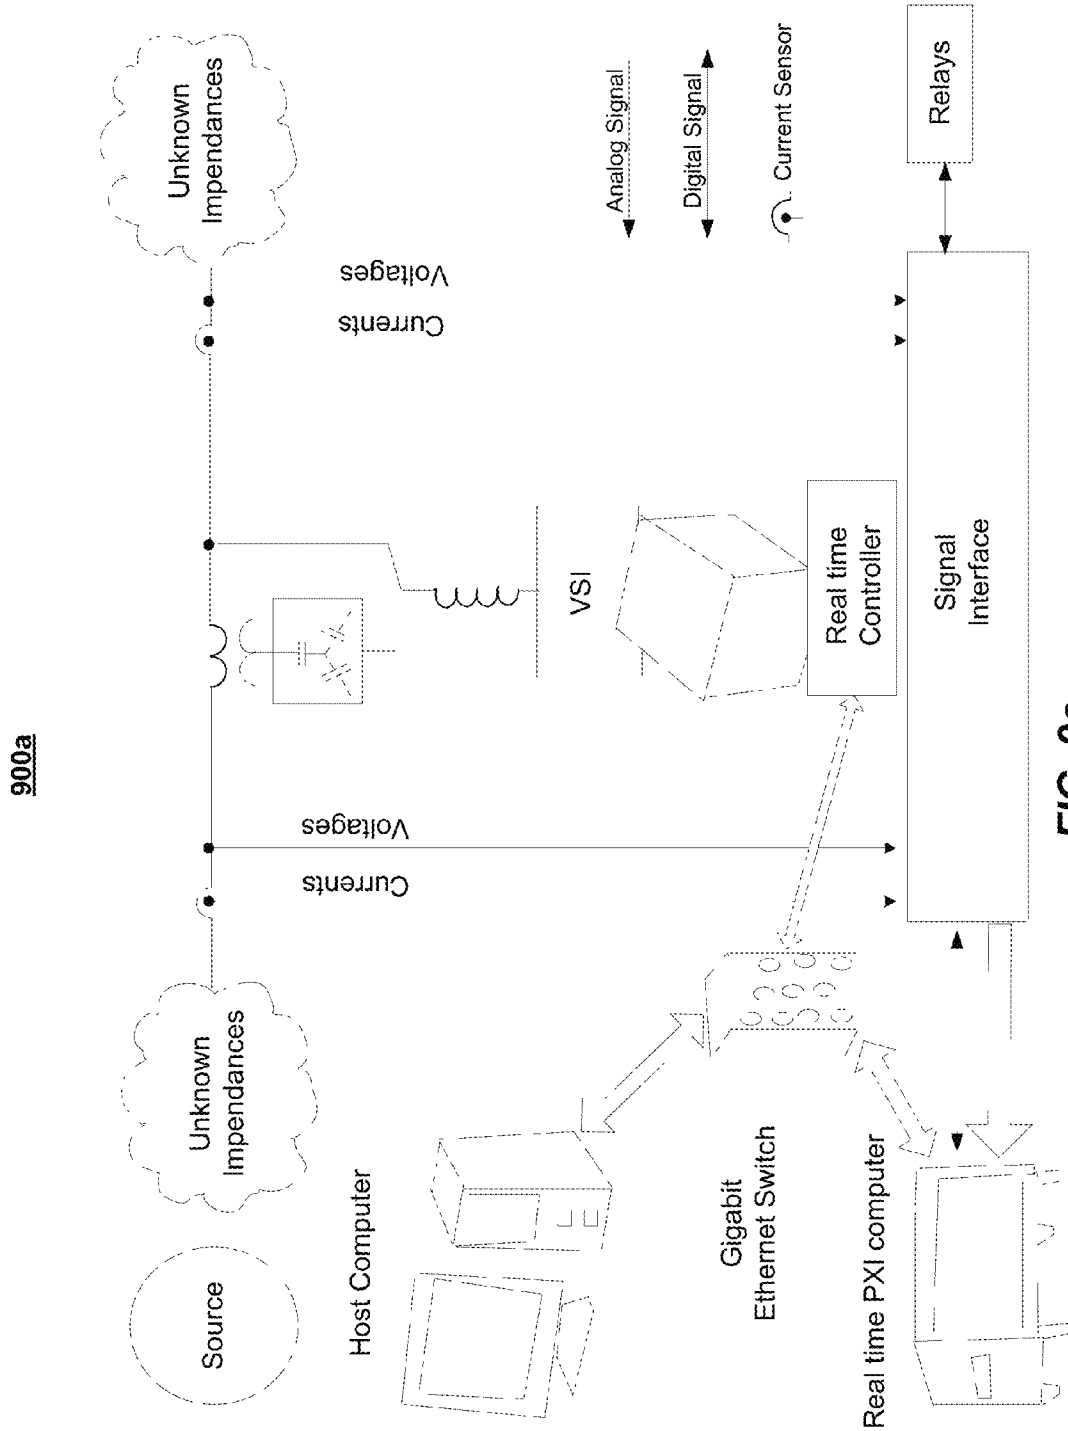 900a
Unknown
Impendances
Source
Unknown
Impendances
Currents
Voltages
Currents
Voltages
Host Computer
VSI
Analog Signal
Digital Signal
Current Sensor
Gigabit
Ethernet Switch
Real time
Controller
Real time PXI computer
Signal
Interface
Relays